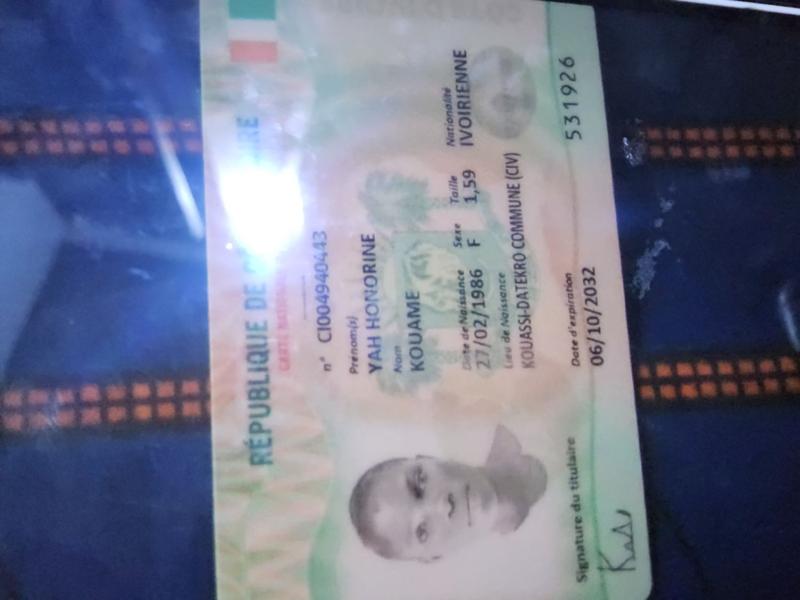 RÉPUBLIQUE DE
CARTE
n° CI004940443
Prénom(s)
YAH HONORINE
Nom
KOUAME
Date de Naissance Sexe Taille Nationalité
27/02/1986 F 1,59 IVOIRIENNE
Lieu de Naissance
KOUASSI-DATEKRO COMMUNE (CIV)
Signature du titulaire Date d'expiration
06/10/2032
531926